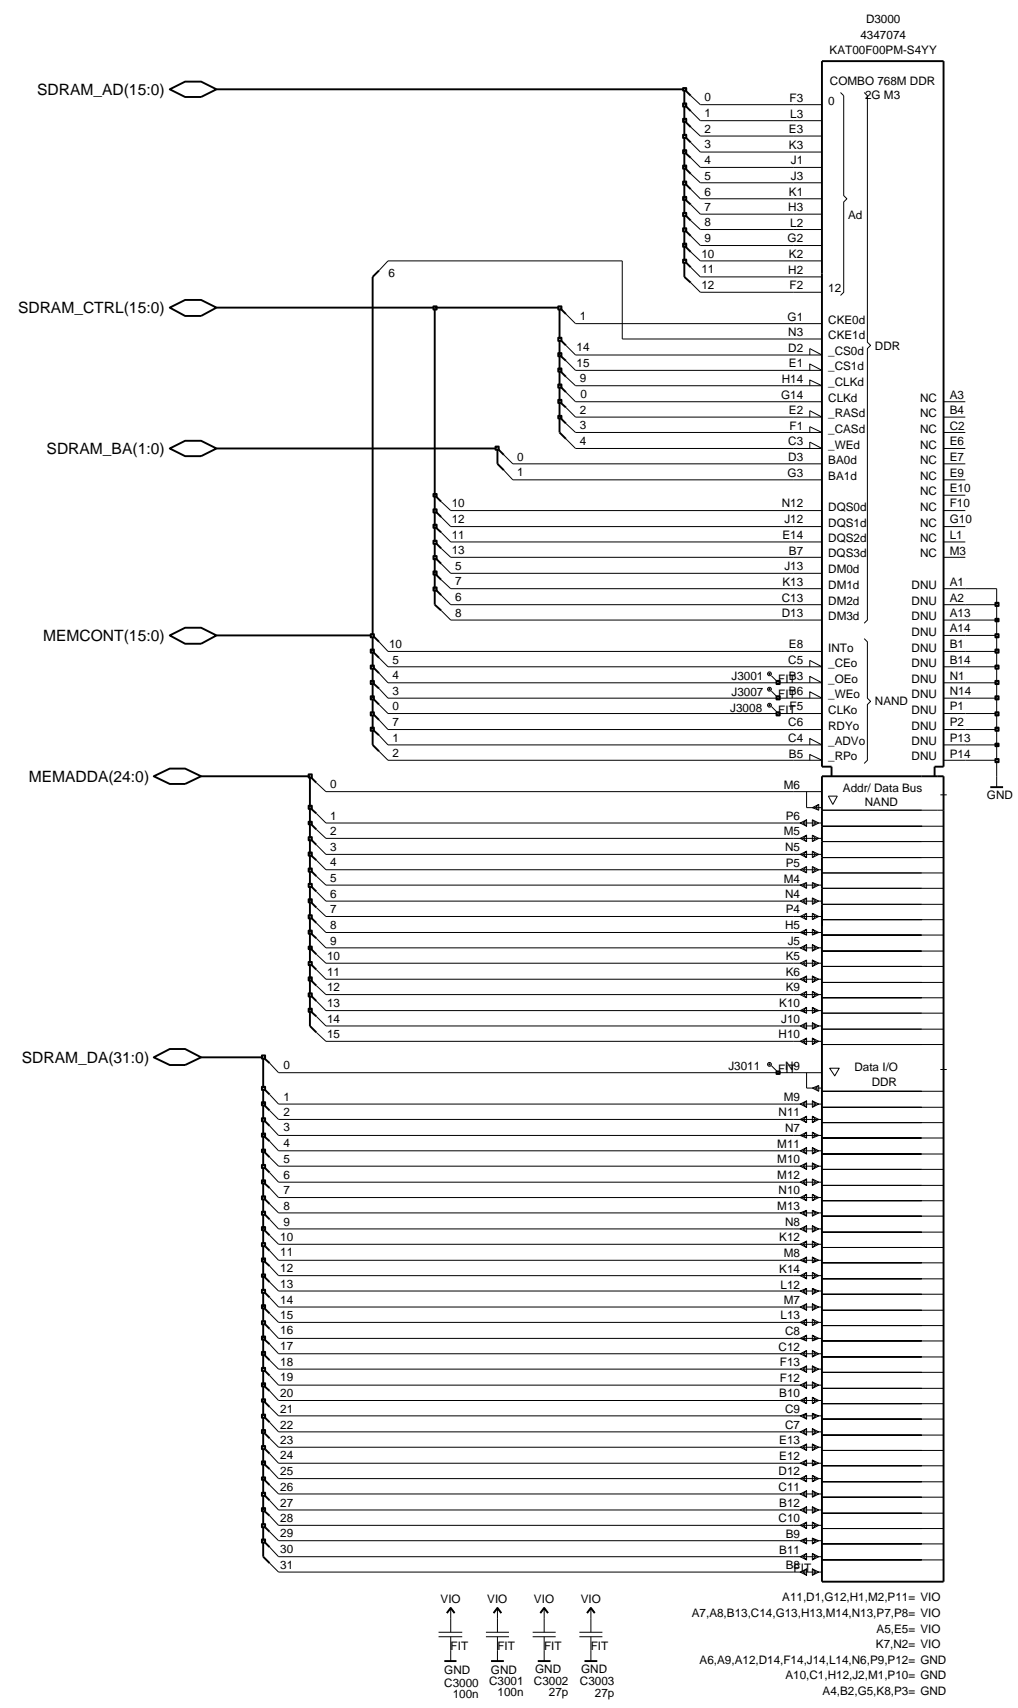 D3000
4347074
KAT00F00PM-S4YY
COMBO 768M DDR
2G M3
SDRAM_AD(15:0)
0 F3 0
1 L3
2 E3
3 K3
4 J1
5 J3
6 K1
7 H3
8 L2
9 G2
10 K2
11 H2
12 F2 12
Ad
6
SDRAM_CTRL(15:0)
1 G1 CKE0d
N3 CKE1d
14 D2 _CS0d
15 E1 _CS1d
9 H14 _CLKd
0 G14 CLKd
2 E2 _RASd
3 F1 _CASd
4 C3 _WEd
DDR
SDRAM_BA(1:0)
0 D3 BA0d
1 G3 BA1d
10 N12 DQS0d
12 J12 DQS1d
11 E14 DQS2d
13 B7 DQS3d
5 J13 DM0d
7 K13 DM1d
6 C13 DM2d
8 D13 DM3d
NC A3
NC B4
NC C2
NC E6
NC E7
NC E9
NC E10
NC F10
NC G10
NC L1
NC M3
DNU A1
DNU A2
DNU A13
DNU A14
DNU B1
DNU B14
DNU N1
DNU N14
DNU P1
DNU P2
DNU P13
DNU P14
GND
MEMCONT(15:0)
10 E8 INTo
5 C5 _CEo
4 J3001 FIT B3 _OEo
3 J3007 FIT B6 _WEo
0 J3008 FIT F5 CLKo
7 C6 RDYo
1 C4 _ADVo
2 B5 _RPo
NAND
MEMADDA(24:0)
0 M6
Addr/ Data Bus
NAND
1 P6
2 M5
3 N5
4 P5
5 M4
6 N4
7 P4
8 H5
9 J5
10 K5
11 K6
12 K9
13 K10
14 J10
15 H10
SDRAM_DA(31:0)
0 J3011 FIT N9
Data I/O
DDR
1 M9
2 N11
3 N7
4 M11
5 M10
6 M12
7 N10
8 M13
9 N8
10 K12
11 M8
12 K14
13 L12
14 M7
15 L13
16 C8
17 C12
18 F13
19 F12
20 B10
21 C9
22 C7
23 E13
24 E12
25 D12
26 C11
27 B12
28 C10
29 B9
30 B11
31 B8 FIT
VIO VIO VIO VIO
FIT FIT FIT FIT
GND GND GND GND
C3000 C3001 C3002 C3003
100n 100n 27p 27p
A11,D1,G12,H1,M2,P11= VIO
A7,A8,B13,C14,G13,H13,M14,N13,P7,P8= VIO
A5,E5= VIO
K7,N2= VIO
A6,A9,A12,D14,F14,J14,L14,N6,P9,P12= GND
A10,C1,H12,J2,M1,P10= GND
A4,B2,G5,K8,P3= GND